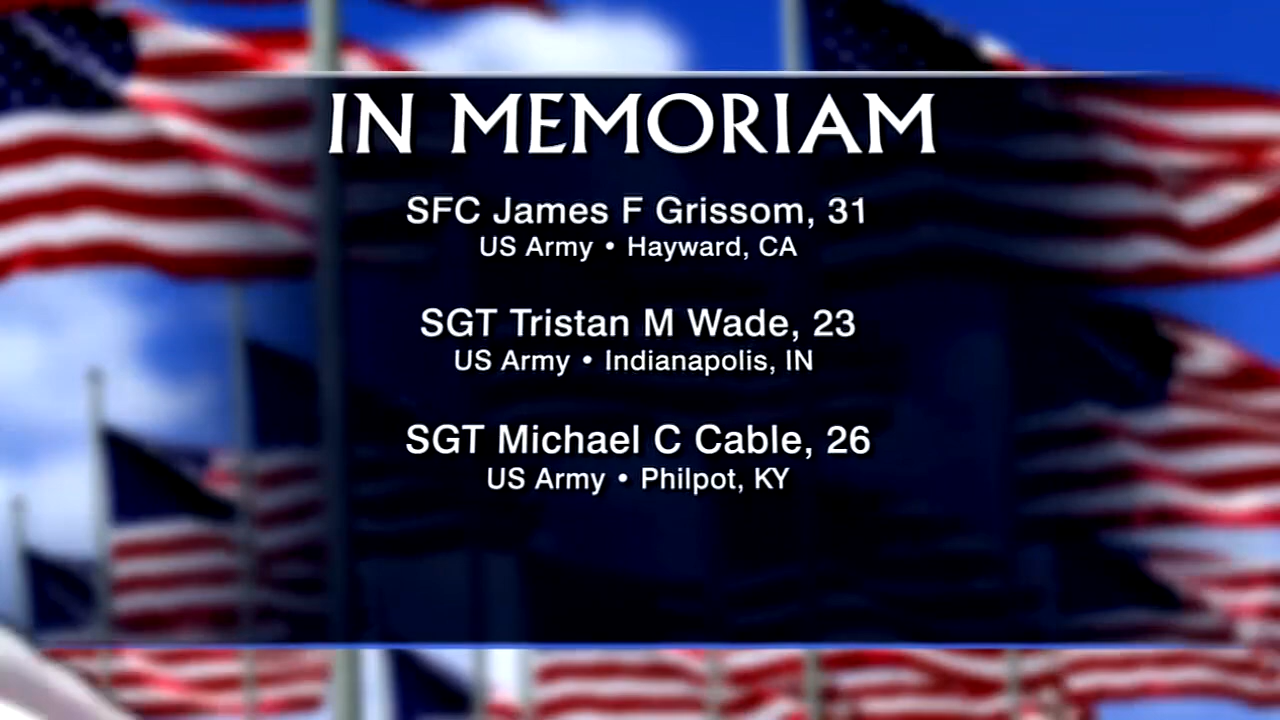 IN MEMORIAM
SFC James F Grissom, 31
US Army • Hayward, CA
SGT Tristan M Wade, 23
US Army • Indianapolis, IN
SGT Michael C Cable, 26
US Army • Philpot, KY